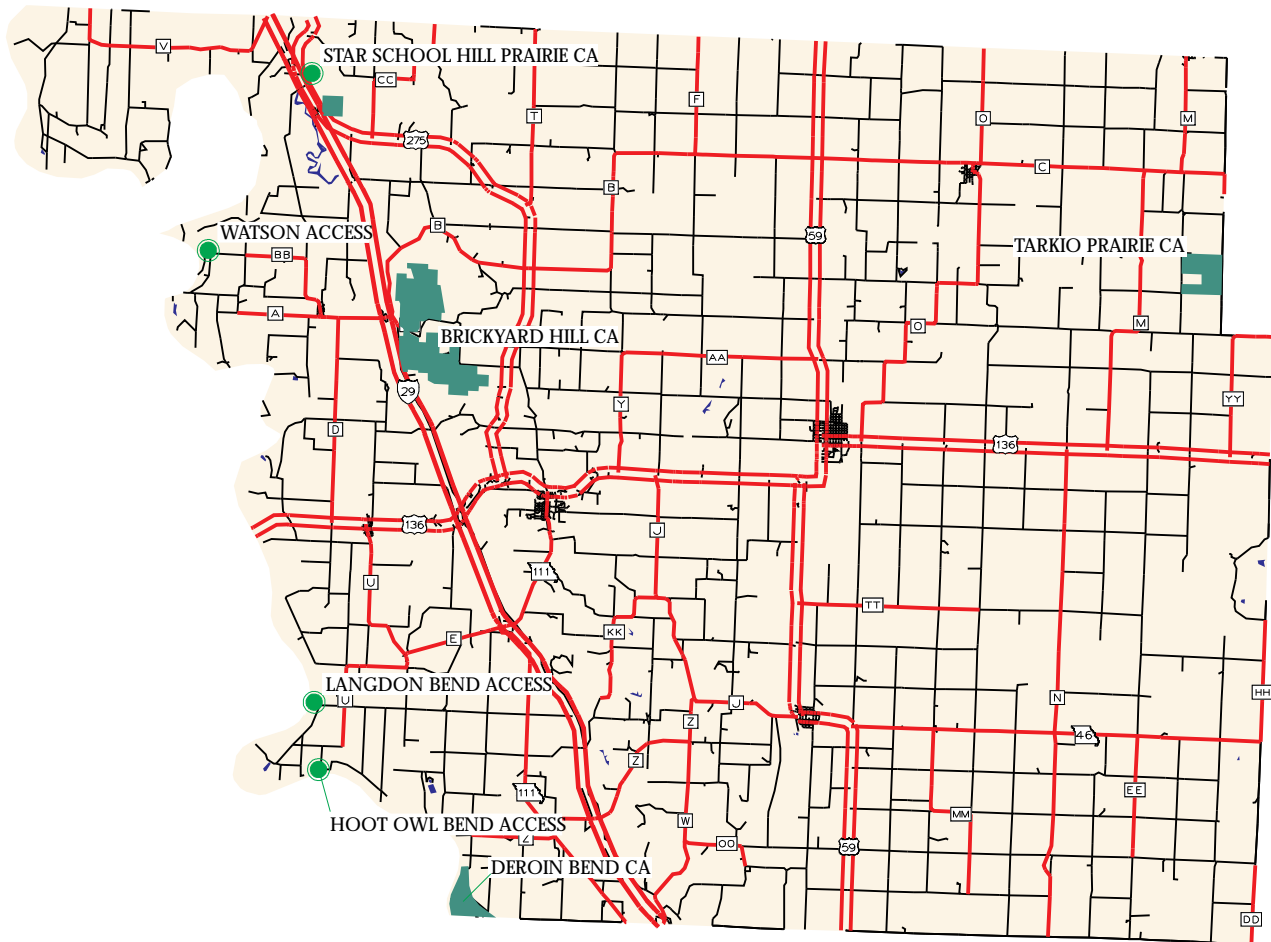 V
STAR SCHOOL HILL PRAIRIE CA
CC
F
T
O
M
275
C
B
B
WATSON ACCESS
59
TARKIO PRAIRIE CA
BB
A
M
O
BRICKYARD HILL CA
AA
29
Y
YY
D
136
136
J
111
U
TT
KK
E
LANGDON BEND ACCESS
HH
U
N
J
Z
46
Z
111
EE
MM
HOOT OWL BEND ACCESS
W
Z
OO
59
DEROIN BEND CA
DD